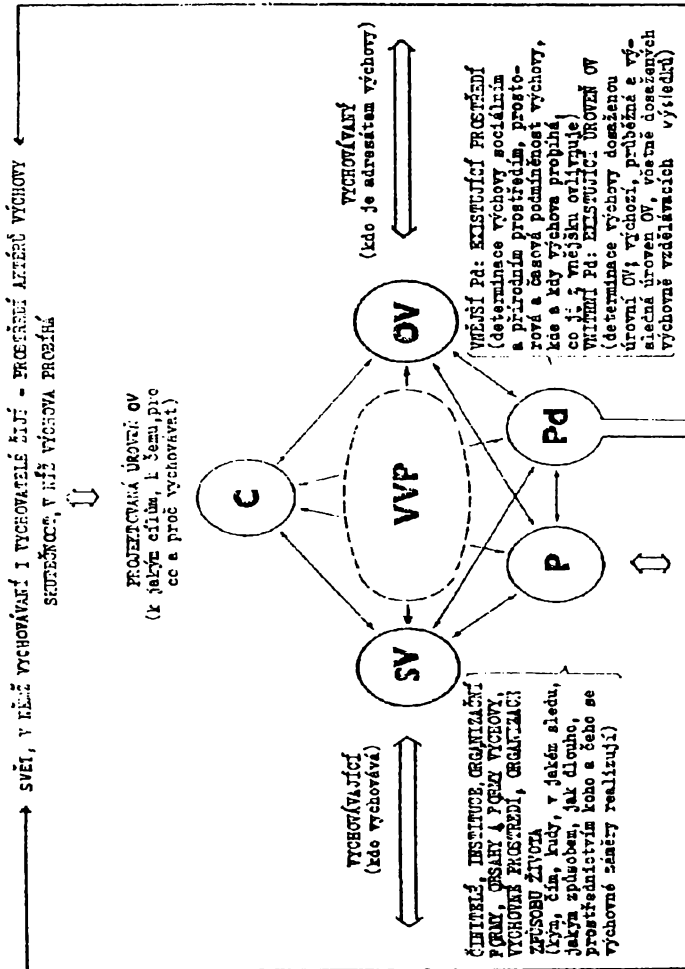 SVĚT, V NĚMŽ VYCHOVÁVANÍ I VYCHOVATELÉ ŽIJÍ - PROSTŘEDÍ AKTÉRŮ VÝCHOVY
SKUTEČNOST, V NÍŽ VÝCHOVA PROBÍHÁ
PROJEKTOVANÁ ÚROVEŇ OV
(k jakým cílům, k čemu, pro
co a proč vychovávat)
C
VYCHOVÁVAJÍCÍ
(kdo vychovává)
SV
VVP
OV
VYCHOVÁVANÝ
(kdo je adresátem výchovy)
P
Pd
ČINITELÉ, INSTITUCE, ORGANIZAČNÍ
FORMY, OBSAHY A FORMY VÝCHOVY,
VÝCHOVNÉ PROSTŘEDÍ, ORGANIZACE
ZPŮSOBU ŽIVOTA
(kým, čím, kudy, v jakém sledu,
jakým způsobem, jak dlouho,
prostřednictvím koho a čeho se
výchovné záměry realizují)
VNĚJŠÍ Pd: EXISTUJÍCÍ PROSTŘEDÍ
(determinace výchovy sociálním
a přírodním prostředím, prosto-
rová a časová podmíněnost výchovy,
kde a kdy výchova probíhá,
co ji z vnějšku ovlivňuje)
VNITŘNÍ Pd: EXISTUJÍCÍ ÚROVEŇ OV
(determinace výchovy dosaženou
úrovní OV; výchozí, průběžná a vý-
sledná úroveň OV, včetně dosažených
výchovně vzdělávacích výsledků)